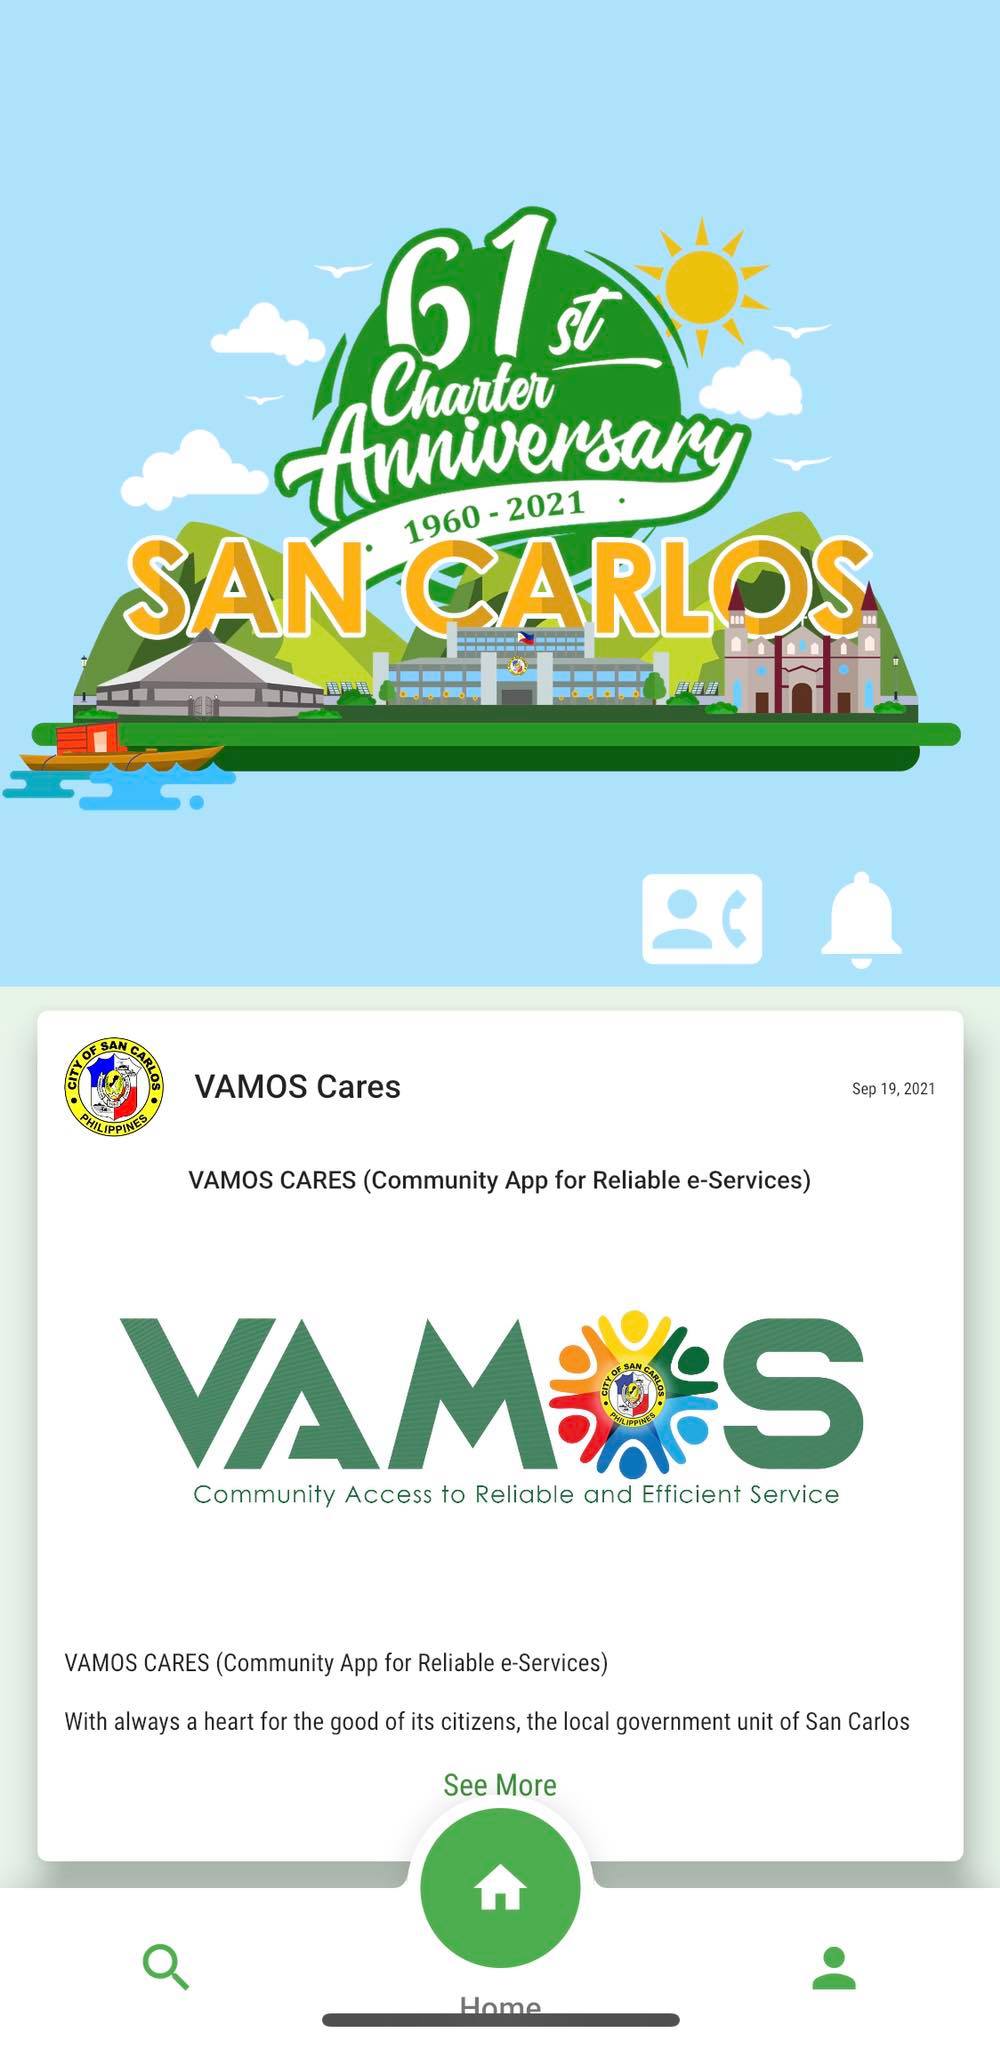 61st
Charter
Anniversary
· 1960 - 2021 ·
SAN CARLOS
CITY OF SAN CARLOS
PHILIPPINES
VAMOS Cares
Sep 19, 2021
VAMOS CARES (Community App for Reliable e-Services)
VAMOS
CITY OF SAN CARLOS
PHILIPPINES
Community Access to Reliable and Efficient Service
VAMOS CARES (Community App for Reliable e-Services)
With always a heart for the good of its citizens, the local government unit of San Carlos
See More
Home